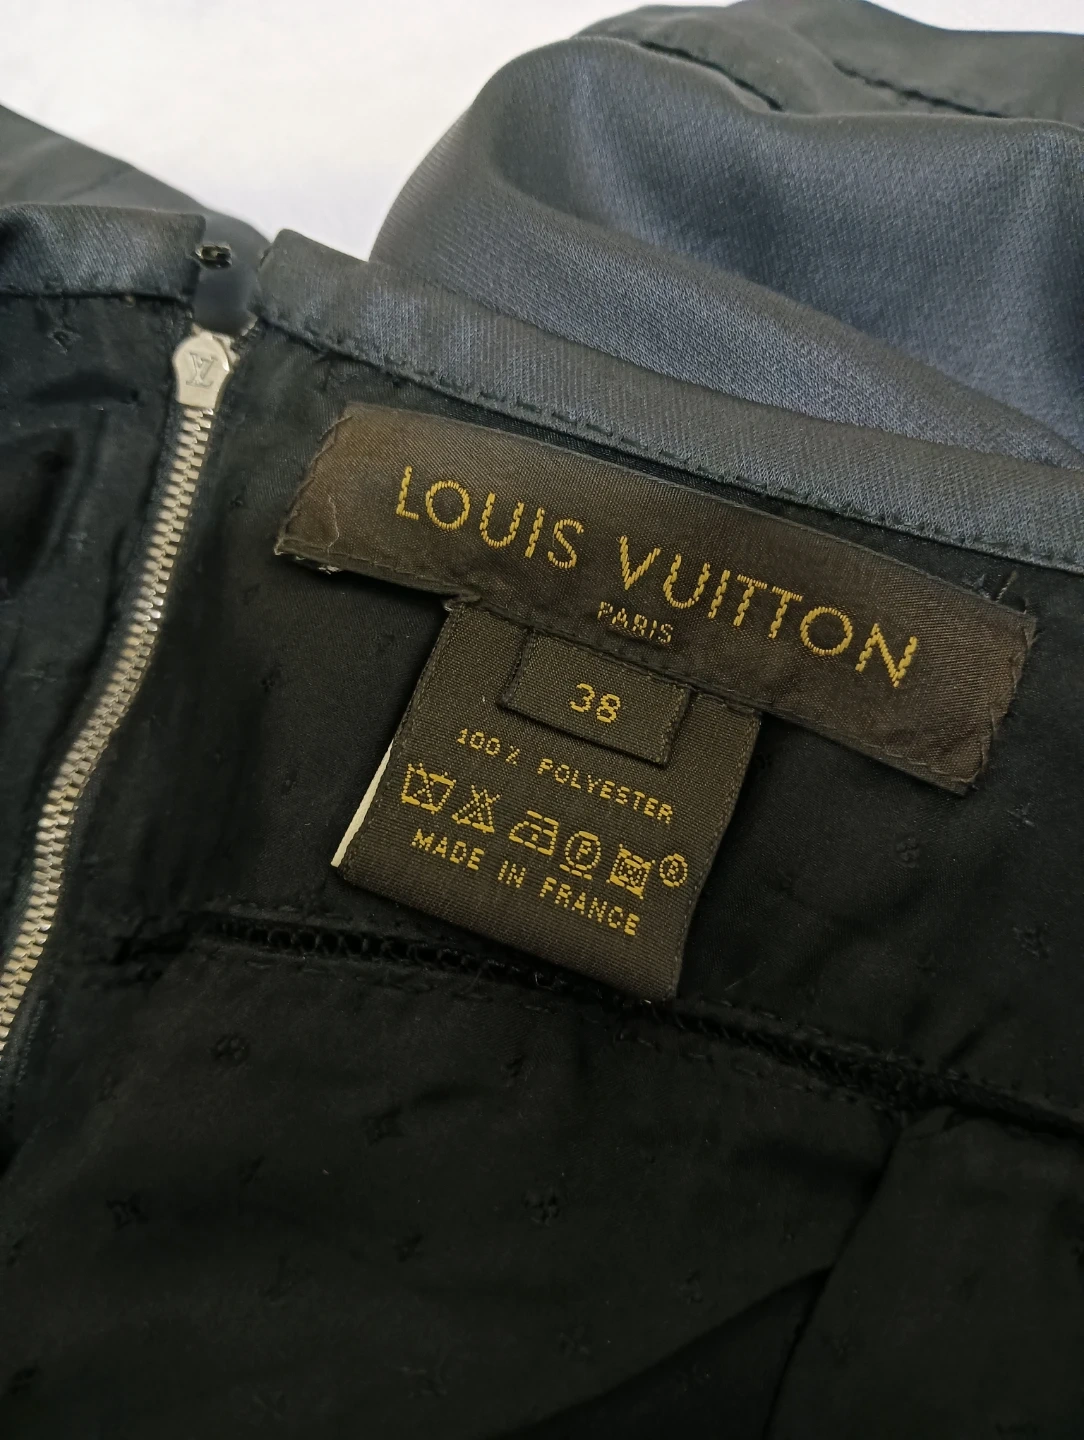 LOUIS VUITTON
PARIS
38
100% POLYESTER
MADE IN FRANCE